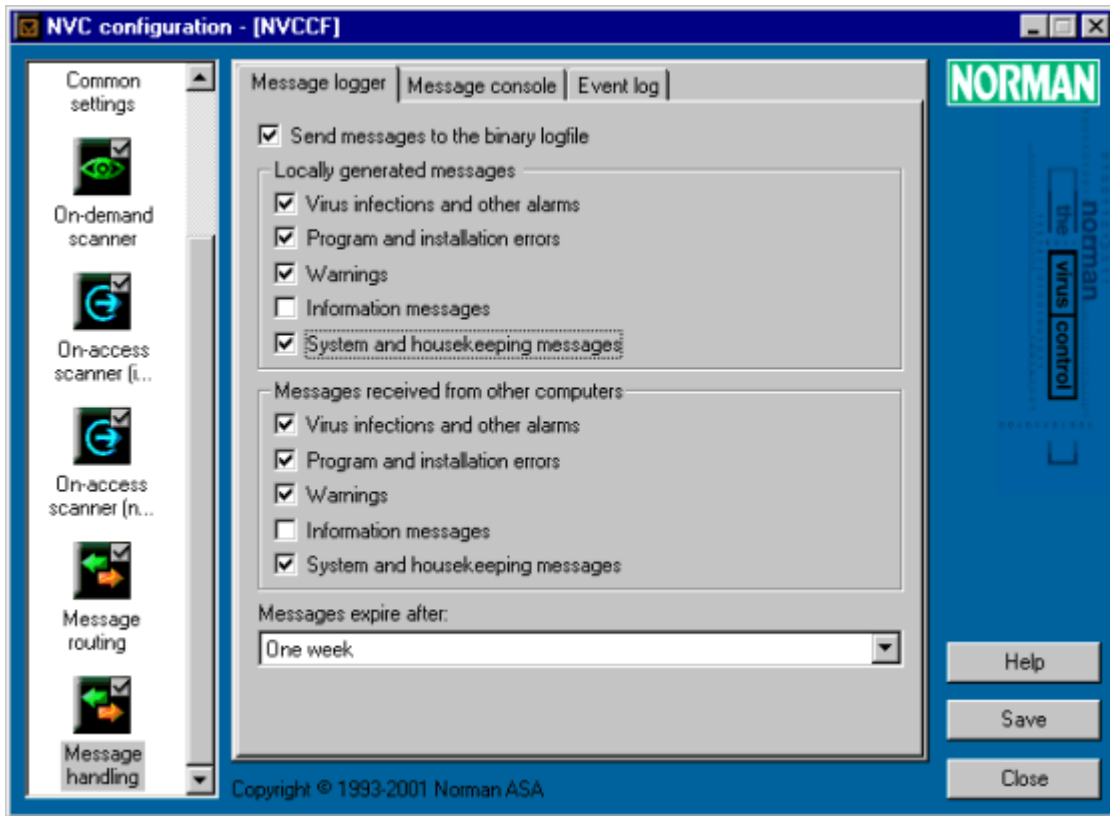 NVC configuration - [NVCCF]
Common
settings
On-demand
scanner
On-access
scanner (i...
On-access
scanner (n...
Message
routing
Message
handling
Message logger
Message console
Event log
Send messages to the binary logfile
Locally generated messages
Virus infections and other alarms
Program and installation errors
Warnings
Information messages
System and housekeeping messages
Messages received from other computers
Virus infections and other alarms
Program and installation errors
Warnings
Information messages
System and housekeeping messages
Messages expire after:
One week
NORMAN
norman
the virus control
Help
Save
Close
Copyright © 1993-2001 Norman ASA